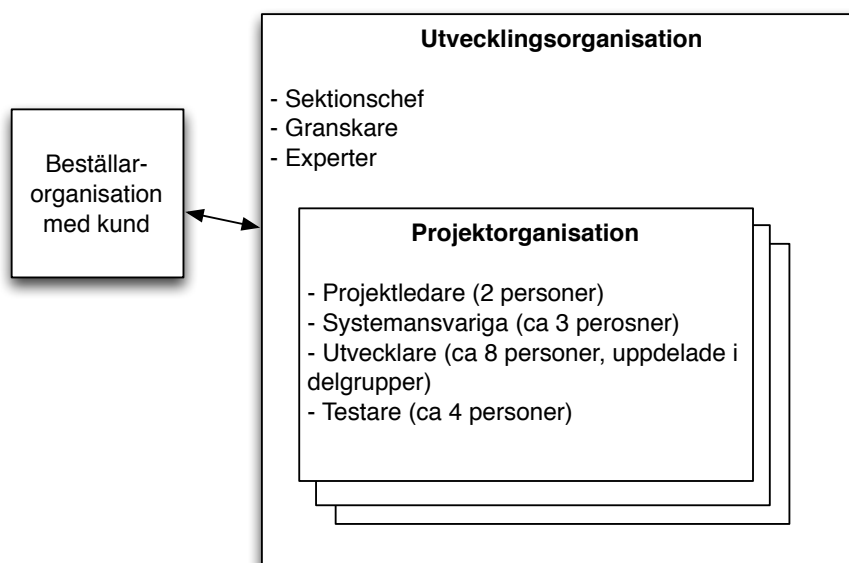 Utvecklingsorganisation
- Sektionschef
- Granskare
- Experter
Beställar-
organisation
med kund
Projektorganisation
- Projektledare (2 personer)
- Systemansvariga (ca 3 perosner)
- Utvecklare (ca 8 personer, uppdelade i
delgrupper)
- Testare (ca 4 personer)